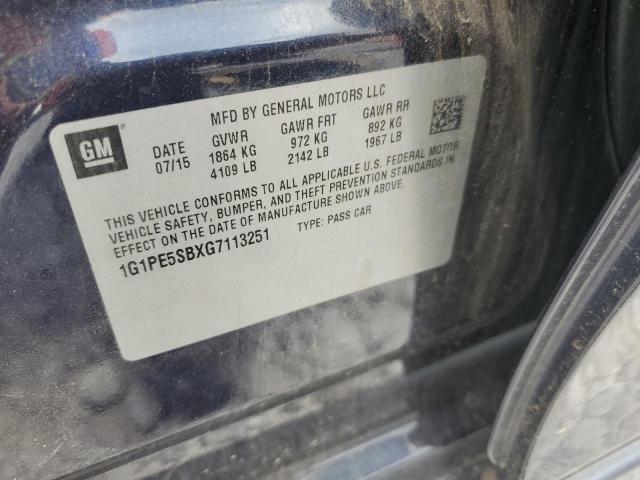 MFD BY GENERAL MOTORS LLC
GM
DATE GVWR GAWR FRT GAWR RR
07/15 1864 KG 972 KG 892 KG
4109 LB 2142 LB 1967 LB
THIS VEHICLE CONFORMS TO ALL APPLICABLE U.S. FEDERAL MOTOR
VEHICLE SAFETY, BUMPER, AND THEFT PREVENTION STANDARDS IN
EFFECT ON THE DATE OF MANUFACTURE SHOWN ABOVE.
1G1PE5SBXG7113251 TYPE: PASS CAR